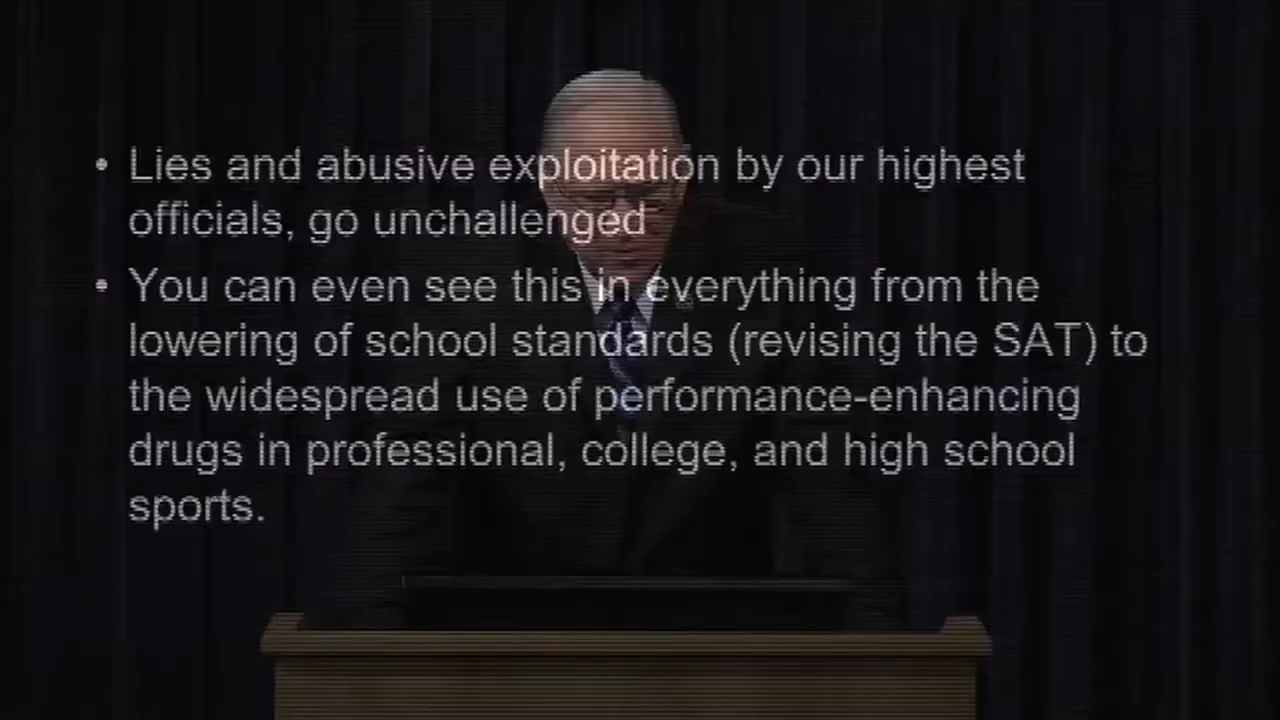 • Lies and abusive exploitation by our highest
officials, go unchallenged
• You can even see this in everything from the
lowering of school standards (revising the SAT) to
the widespread use of performance-enhancing
drugs in professional, college, and high school
sports.